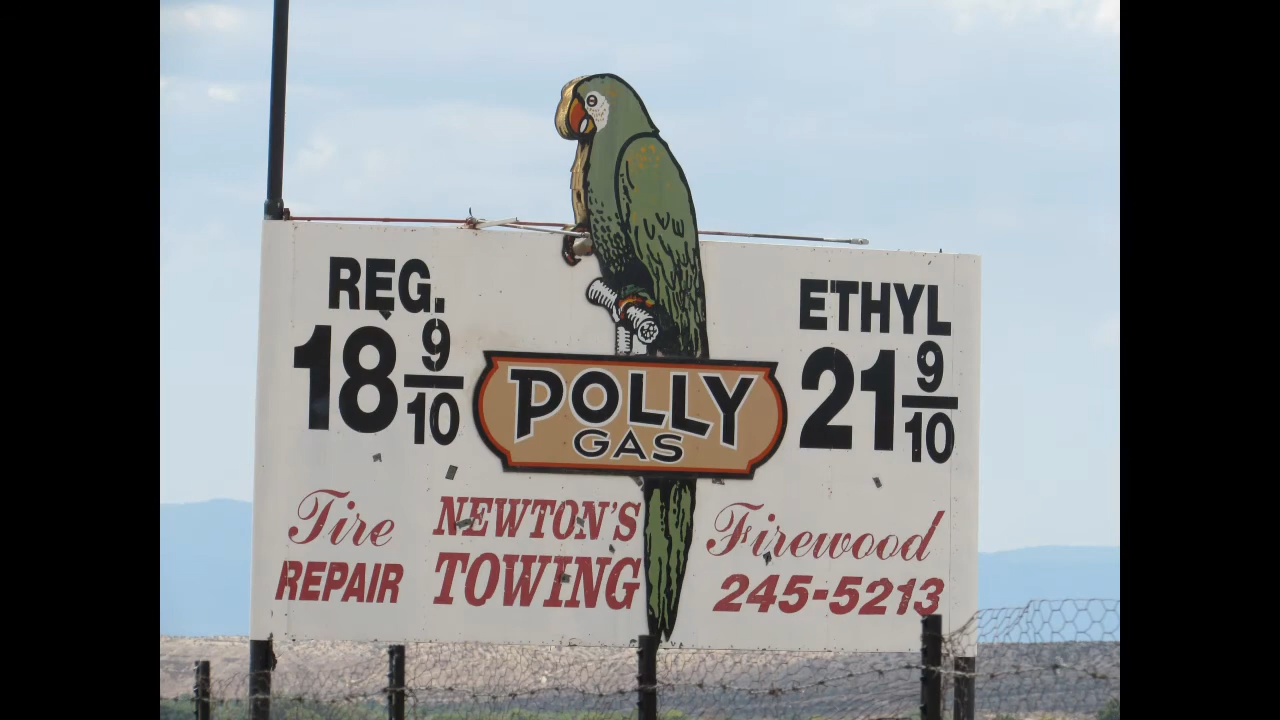 REG.
18 9/10
ETHYL
21 9/10
POLLY
GAS
Tire
REPAIR
NEWTON'S
TOWING
Firewood
245-5213